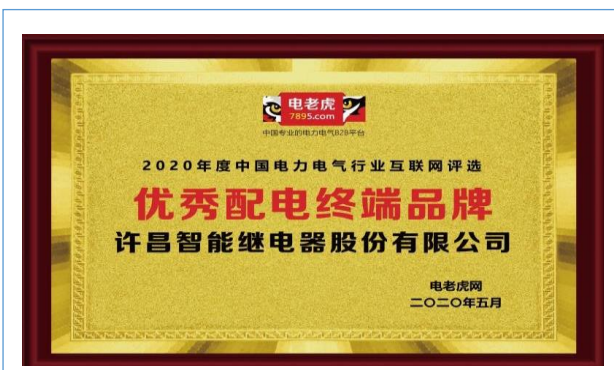 电老虎
7895.com
中国专业的电力电气B2B平台
2020年度中国电力电气行业互联网评选
优秀配电终端品牌
许昌智能继电器股份有限公司
电老虎网
二〇二〇年五月